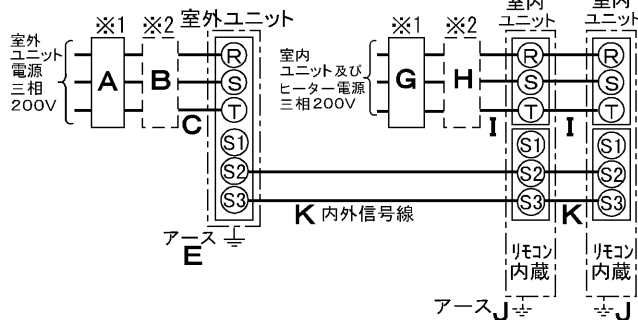 室内
ユニット
室内
ユニット
※1
※2
室外ユニット
※1
※2
室外
ユニット
電源
三相
200V
A
B
C
R
S
T
S1
S2
S3
室内
ユニット及び
ヒーター電源
三相200V
G
H
I
R
S
T
S1
S2
S3
I
R
S
T
S1
S2
S3
K 内外信号線
K
アース
E
リモコン
内蔵
リモコン
内蔵
アース J
J